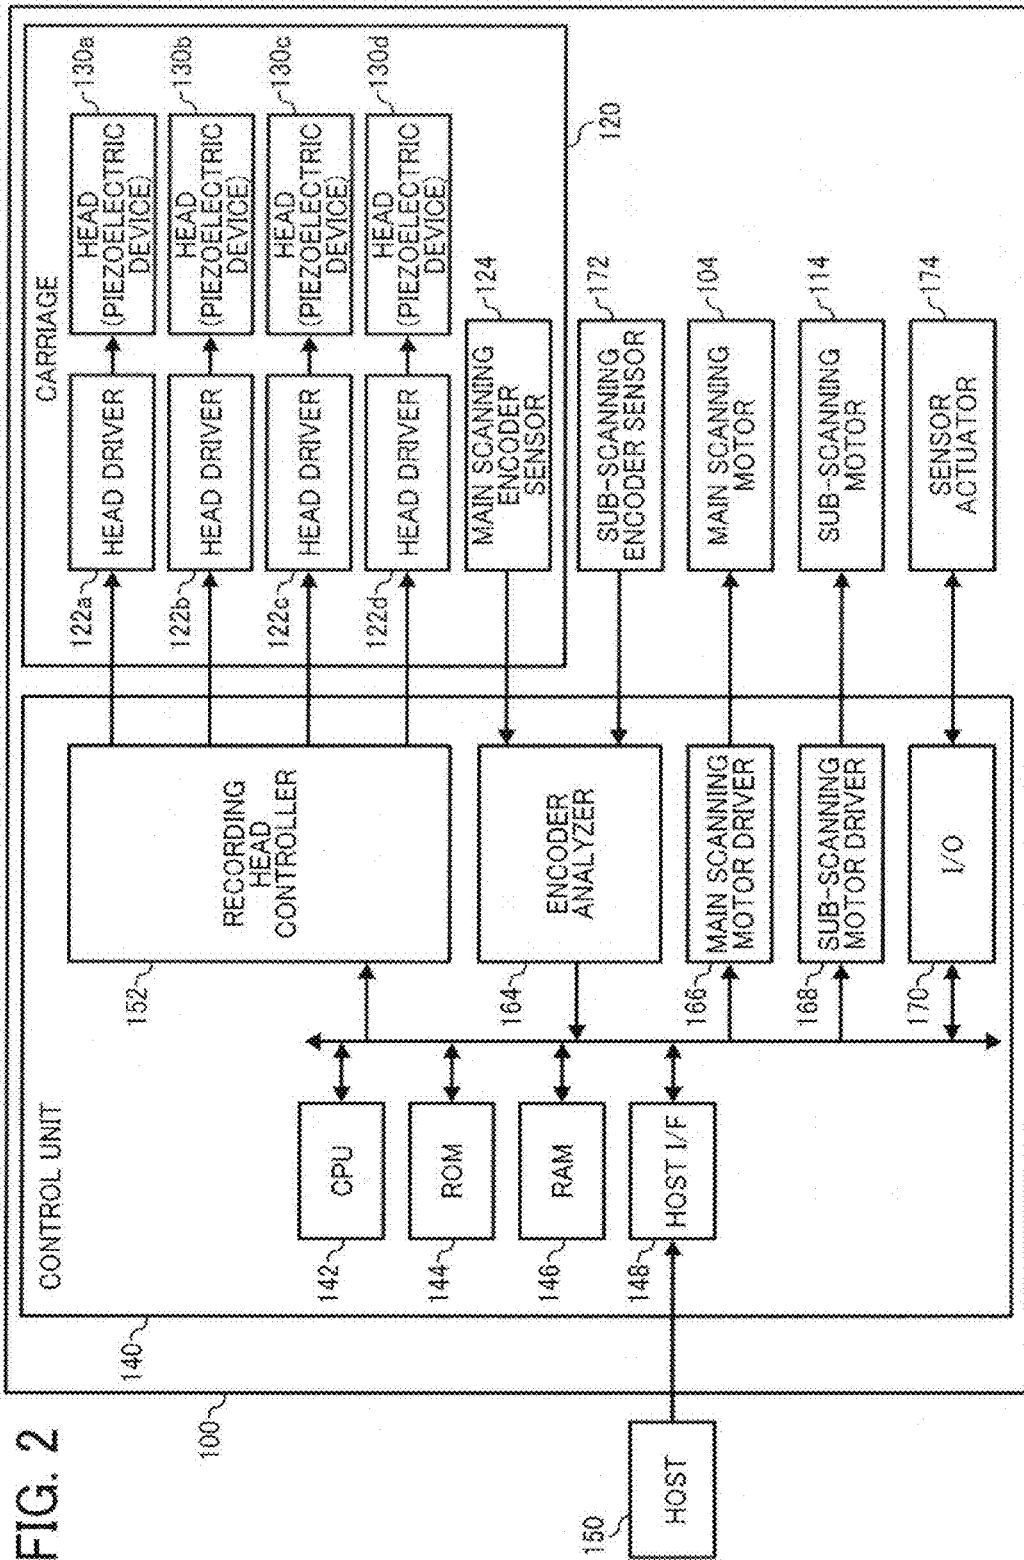 FIG. 2
100
140
CONTROL UNIT
CARRIAGE
120
152
RECORDING
HEAD
CONTROLLER
122a
HEAD DRIVER
HEAD
(PIEZOELECTRIC
DEVICE)
130a
122b
HEAD DRIVER
HEAD
(PIEZOELECTRIC
DEVICE)
130b
122c
HEAD DRIVER
HEAD
(PIEZOELECTRIC
DEVICE)
130c
122d
HEAD DRIVER
HEAD
(PIEZOELECTRIC
DEVICE)
130d
142
CPU
144
ROM
146
RAM
148
HOST I/F
150
HOST
164
ENCODER
ANALYZER
MAIN SCANNING
ENCODER
SENSOR
124
SUB-SCANNING
ENCODER SENSOR
172
166
MAIN SCANNING
MOTOR DRIVER
MAIN SCANNING
MOTOR
104
168
SUB-SCANNING
MOTOR DRIVER
SUB-SCANNING
MOTOR
114
170
I/O
SENSOR
ACTUATOR
174